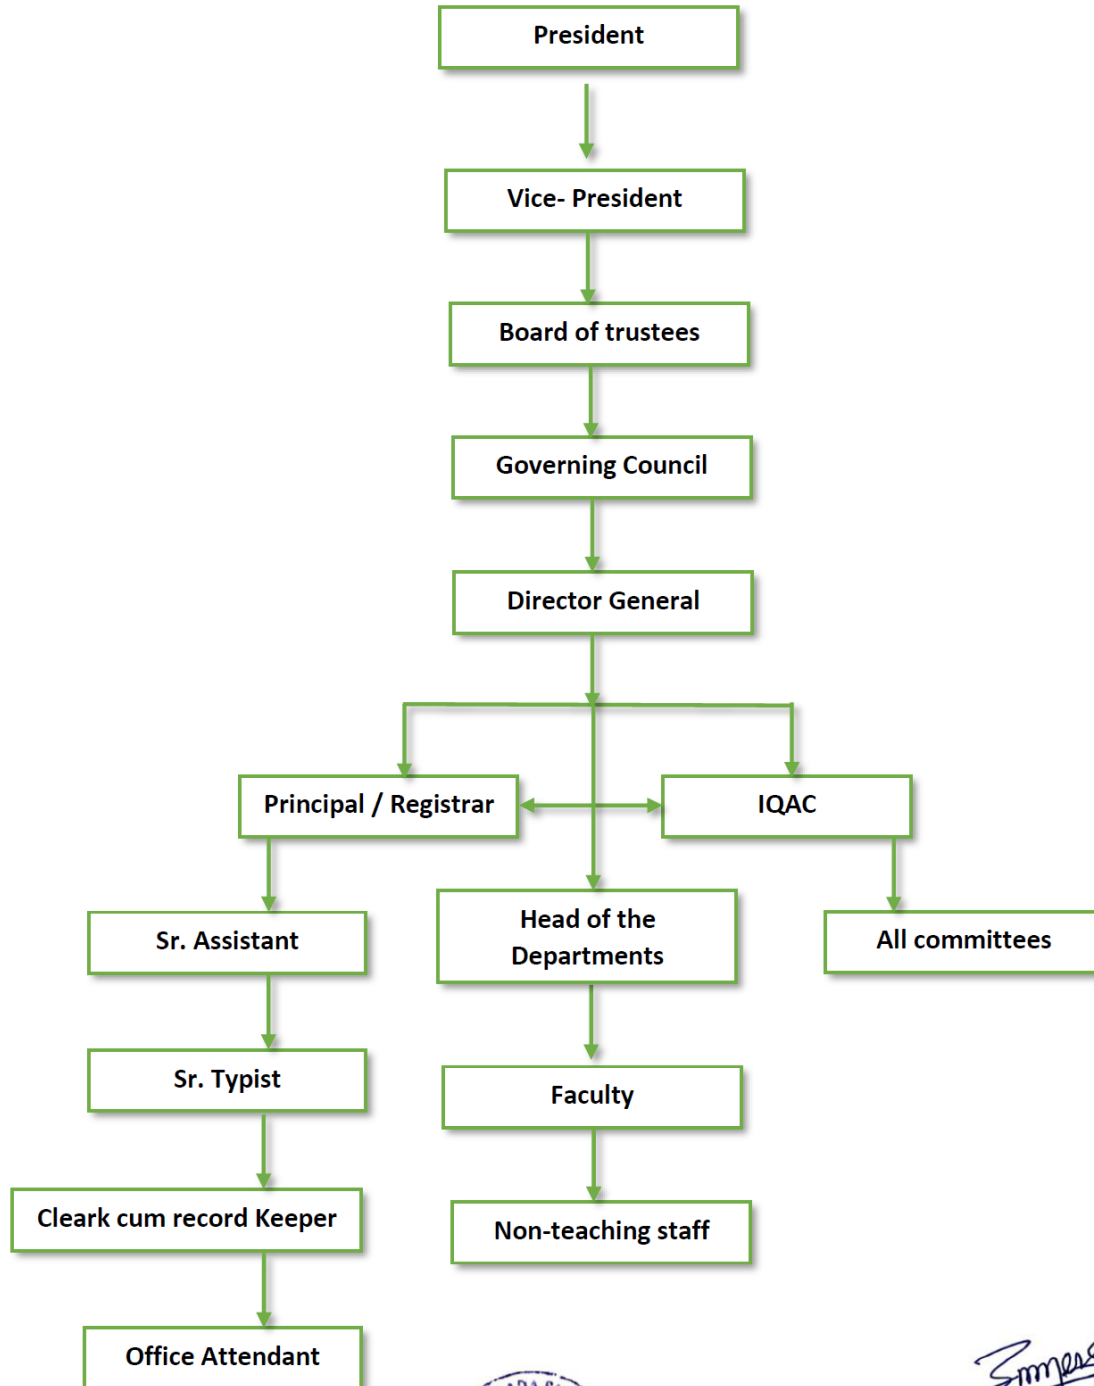 President
Vice- President
Board of trustees
Governing Council
Director General
Principal / Registrar
IQAC
Sr. Assistant
Head of the
Departments
All committees
Sr. Typist
Faculty
Cleark cum record Keeper
Non-teaching staff
Office Attendant